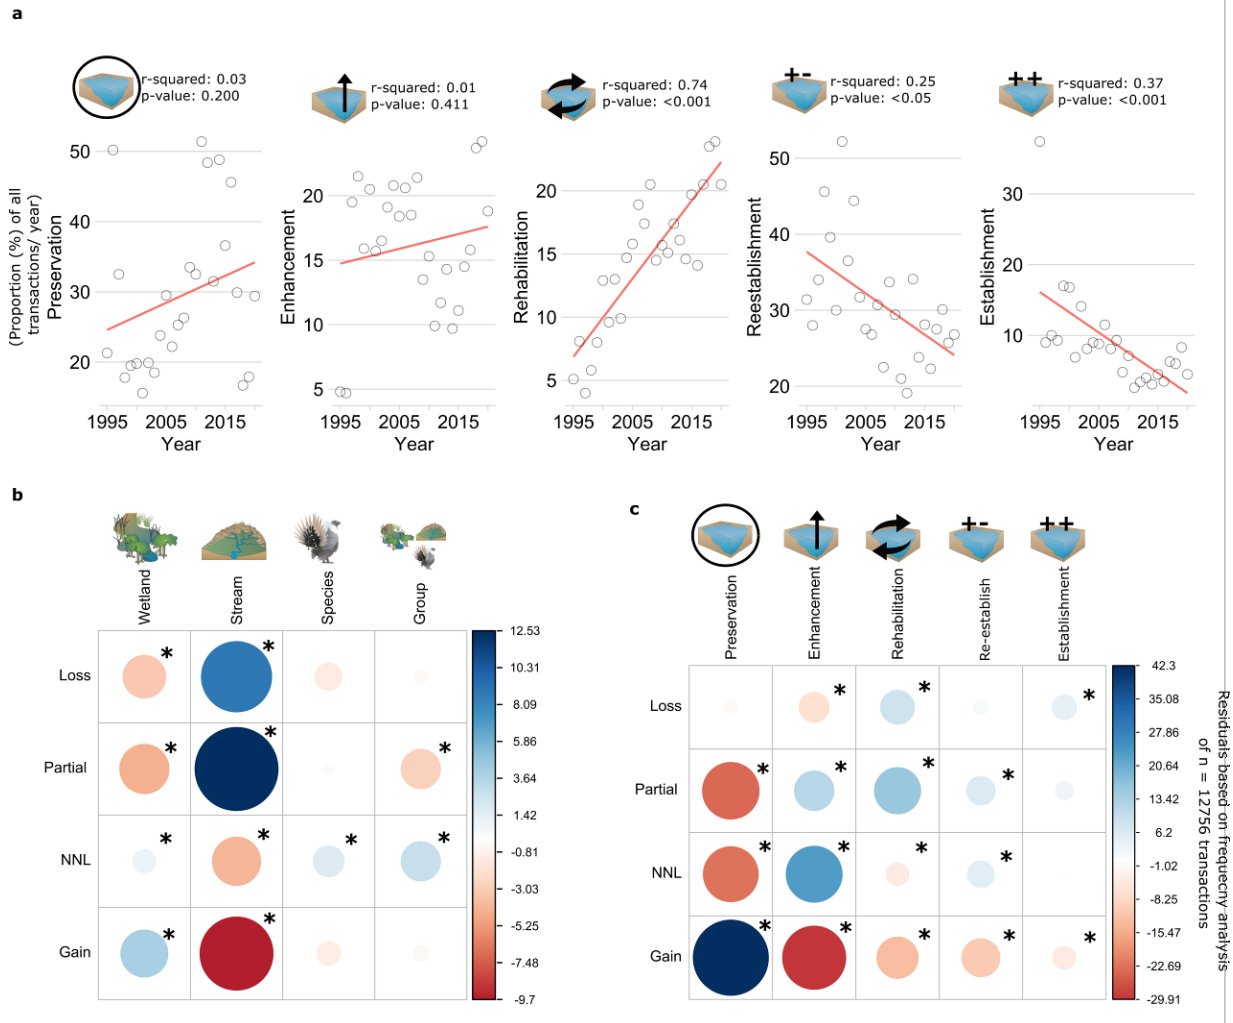 a
r-squared: 0.03
p-value: 0.200
r-squared: 0.01
p-value: 0.411
r-squared: 0.74
p-value: <0.001
+-
r-squared: 0.25
p-value: <0.05
++
r-squared: 0.37
p-value: <0.001
(Proportion (%) of all
transactions/ year)
Preservation
50
40
30
20
1995 2005 2015
Year
Enhancement
20
15
10
5
1995 2005 2015
Year
Rehabilitation
20
15
10
5
1995 2005 2015
Year
Reestablishment
50
40
30
20
1995 2005 2015
Year
Establishment
30
20
10
1995 2005 2015
Year
b
Wetland
Stream
Species
Group
Loss * *
Partial * * *
NNL * * * *
Gain * *
12.53
10.31
8.09
5.86
3.64
1.42
-0.81
-3.03
-5.25
-7.48
-9.7
c
+-
++
Preservation
Enhancement
Rehabilitation
Re-establish
Establishment
Loss * * *
Partial * * * *
NNL * * * *
Gain * * * * *
42.3
35.08
27.86
20.64
13.42
6.2
-1.02
-8.25
-15.47
-22.69
-29.91
Residuals based on frequecny analysis
of n = 12756 transactions